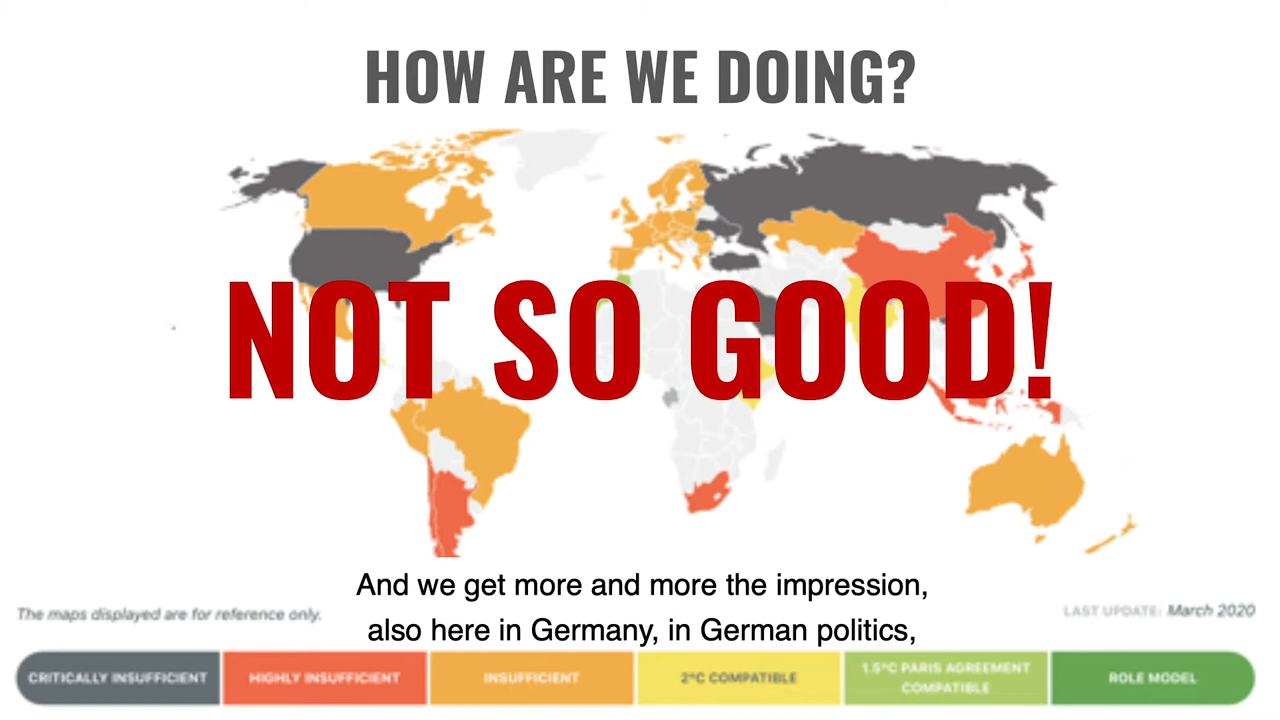 HOW ARE WE DOING?
NOT SO GOOD!
And we get more and more the impression,
also here in Germany, in German politics,
The maps displayed are for reference only.
LAST UPDATE: March 2020
CRITICALLY INSUFFICIENT
HIGHLY INSUFFICIENT
INSUFFICIENT
2°C COMPATIBLE
1.5°C PARIS AGREEMENT
COMPATIBLE
ROLE MODEL